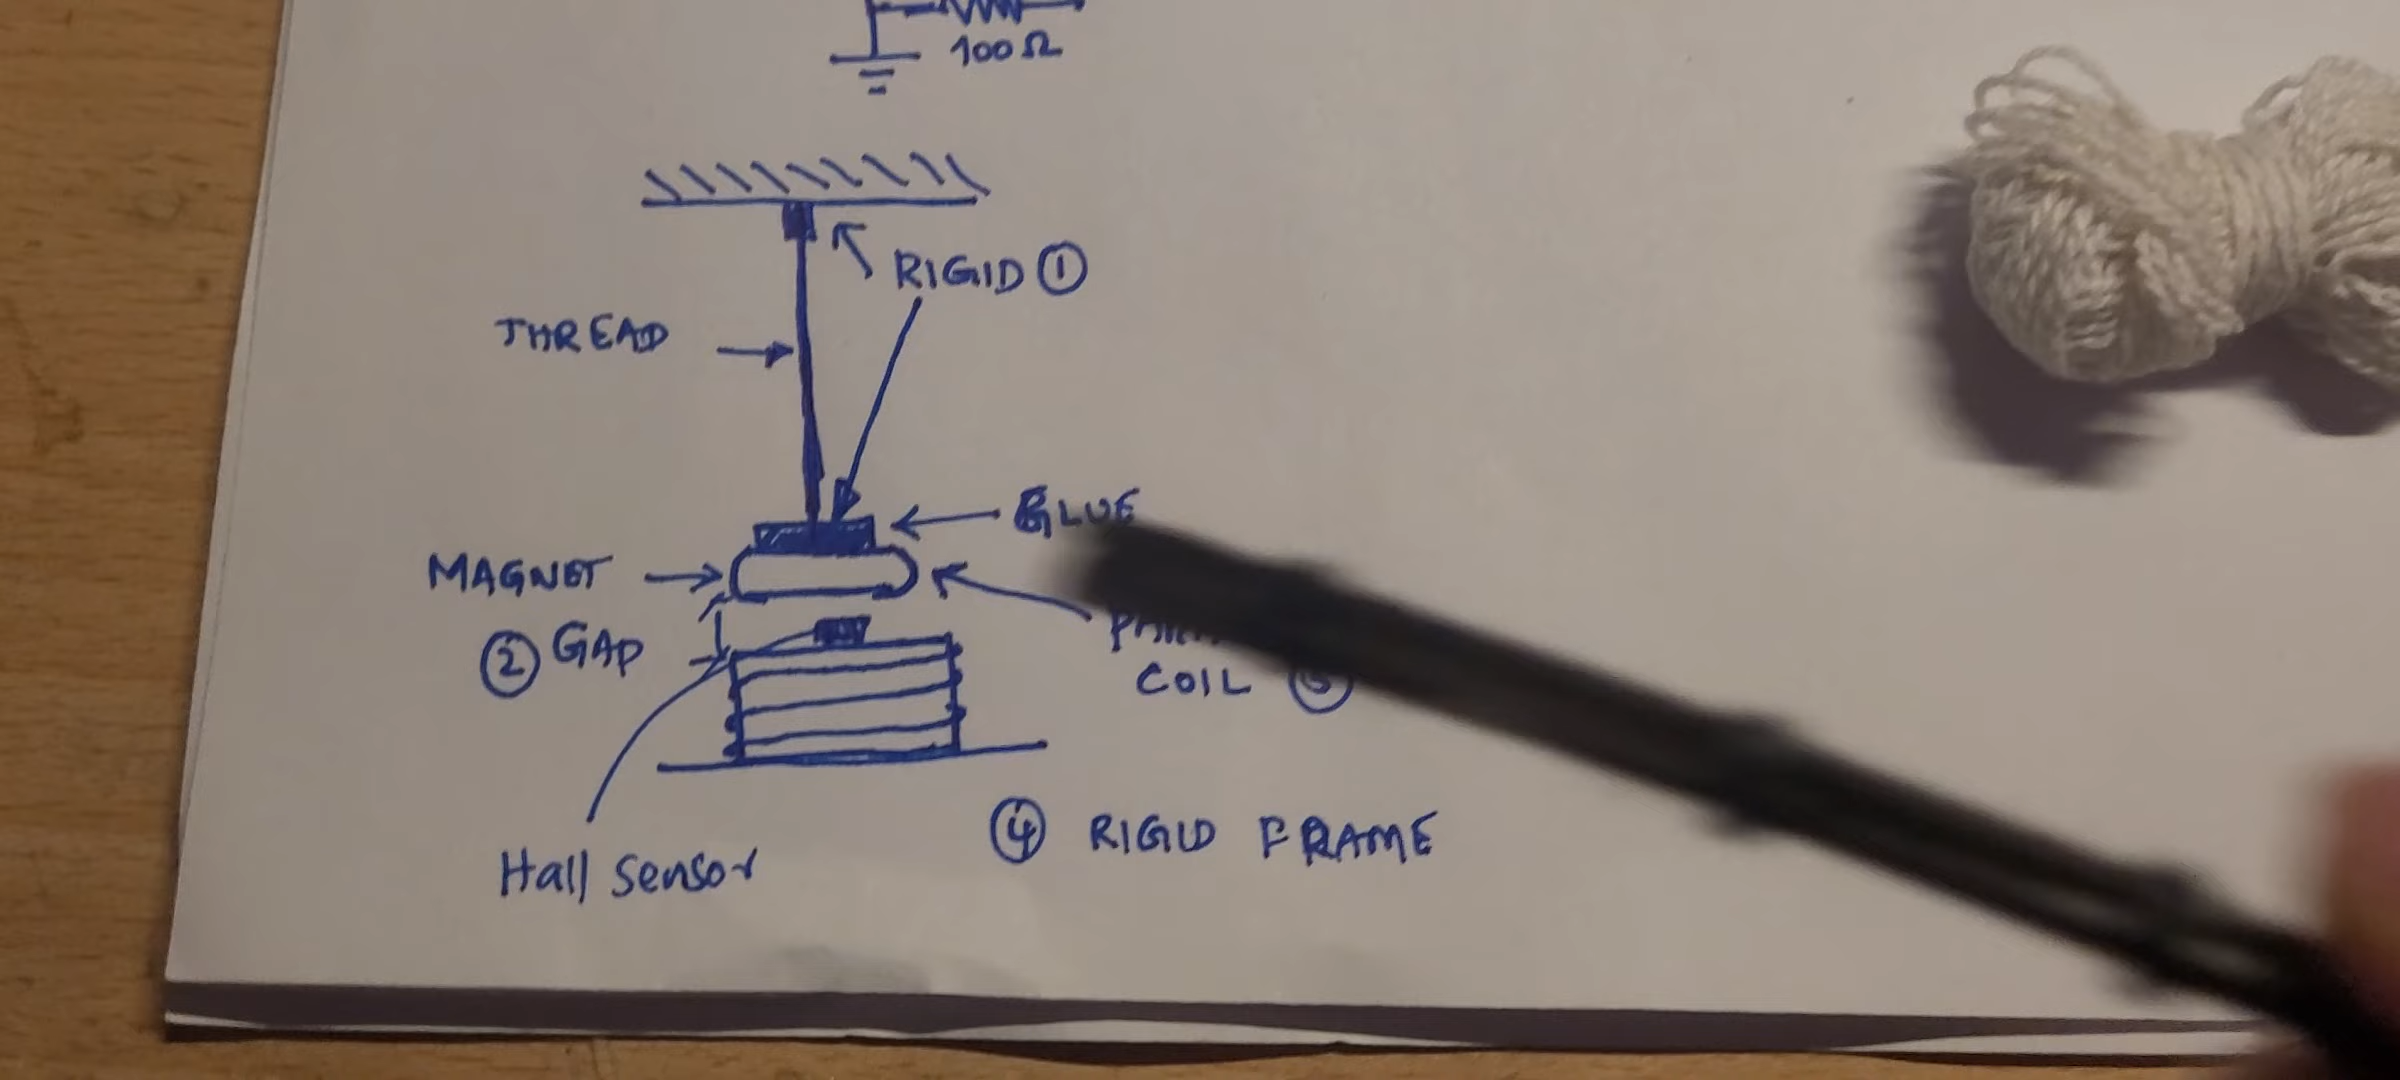 100Ω
RIGID ①
THREAD
GLUE
MAGNET
② GAP
COIL
④ RIGID FRAME
Hall sensor